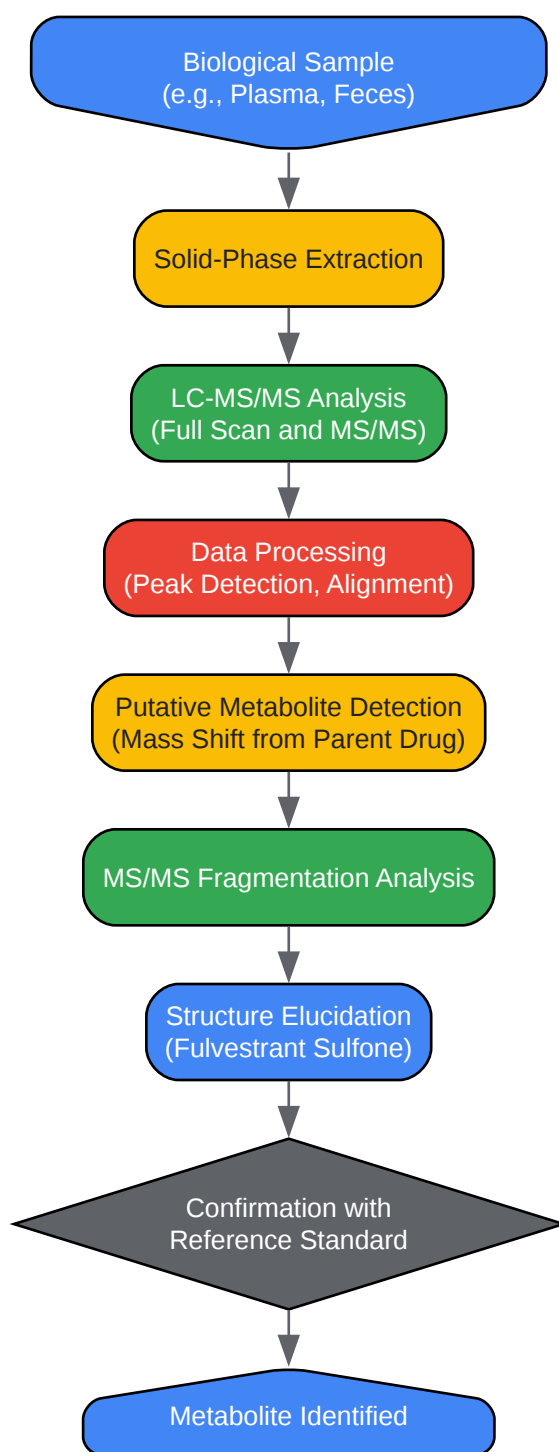 Biological Sample
(e.g., Plasma, Feces)
Solid-Phase Extraction
LC-MS/MS Analysis
(Full Scan and MS/MS)
Data Processing
(Peak Detection, Alignment)
Putative Metabolite Detection
(Mass Shift from Parent Drug)
MS/MS Fragmentation Analysis
Structure Elucidation
(Fulvestrant Sulfone)
Confirmation with
Reference Standard
Metabolite Identified